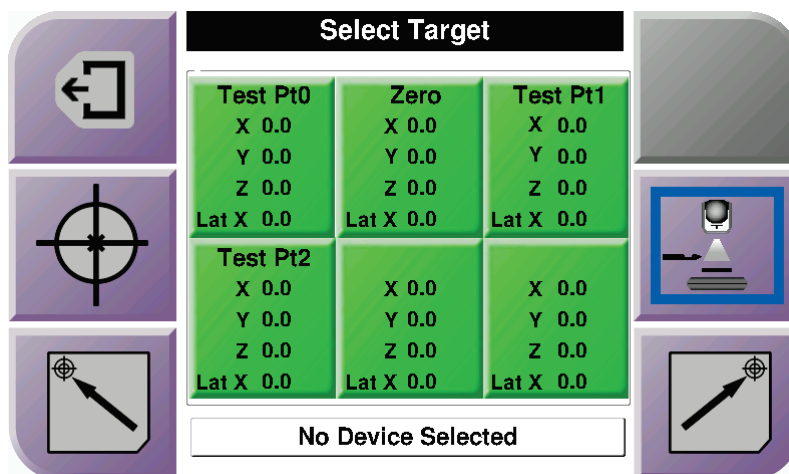 Select Target
Test Pt0 Zero Test Pt1
X 0.0 X 0.0 X 0.0
Y 0.0 Y 0.0 Y 0.0
Z 0.0 Z 0.0 Z 0.0
Lat X 0.0 Lat X 0.0 Lat X 0.0
Test Pt2
X 0.0 X 0.0 X 0.0
Y 0.0 Y 0.0 Y 0.0
Z 0.0 Z 0.0 Z 0.0
Lat X 0.0 Lat X 0.0 Lat X 0.0
No Device Selected